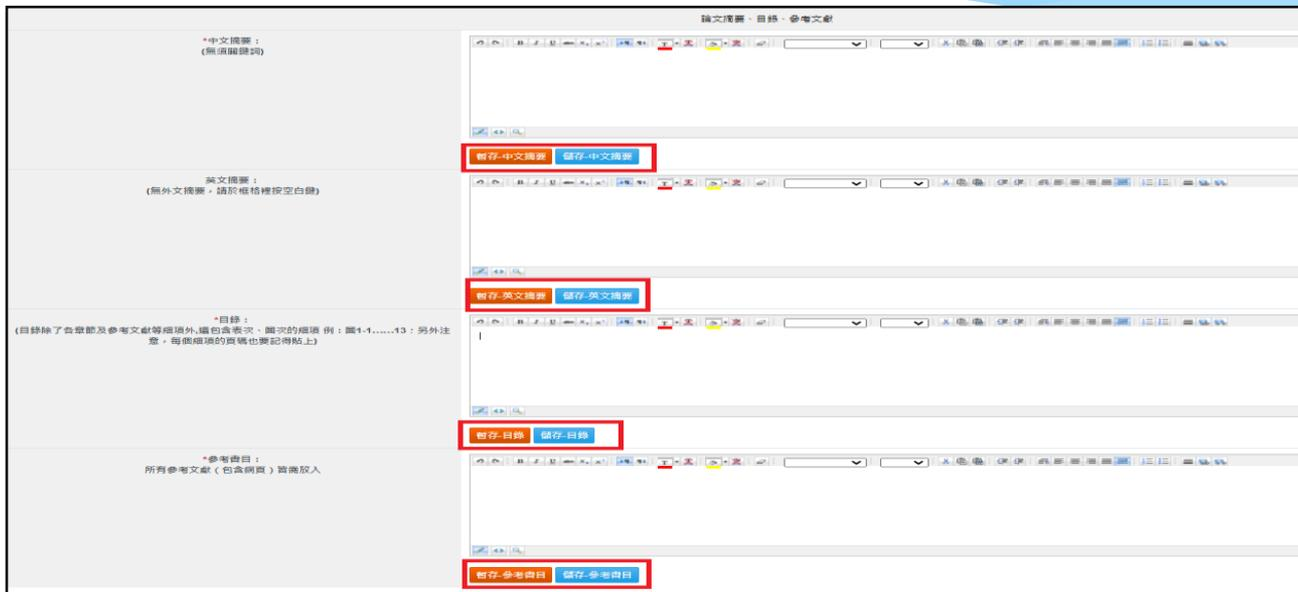 論文摘要、目錄、參考文獻
*中文摘要：
(無須關鍵詞)
暫存-中文摘要 儲存-中文摘要
英文摘要：
(無外文摘要，請於框格裡按空白鍵)
暫存-英文摘要 儲存-英文摘要
*目錄：
(目錄除了各章節及參考文獻等細項外,還包含表次、圖次的細項 例：圖1-1......13；另外注
意，每個細項的頁碼也要記得貼上)
暫存-目錄 儲存-目錄
*參考書目：
所有參考文獻（包含網頁）皆需放入
暫存-參考書目 儲存-參考書目